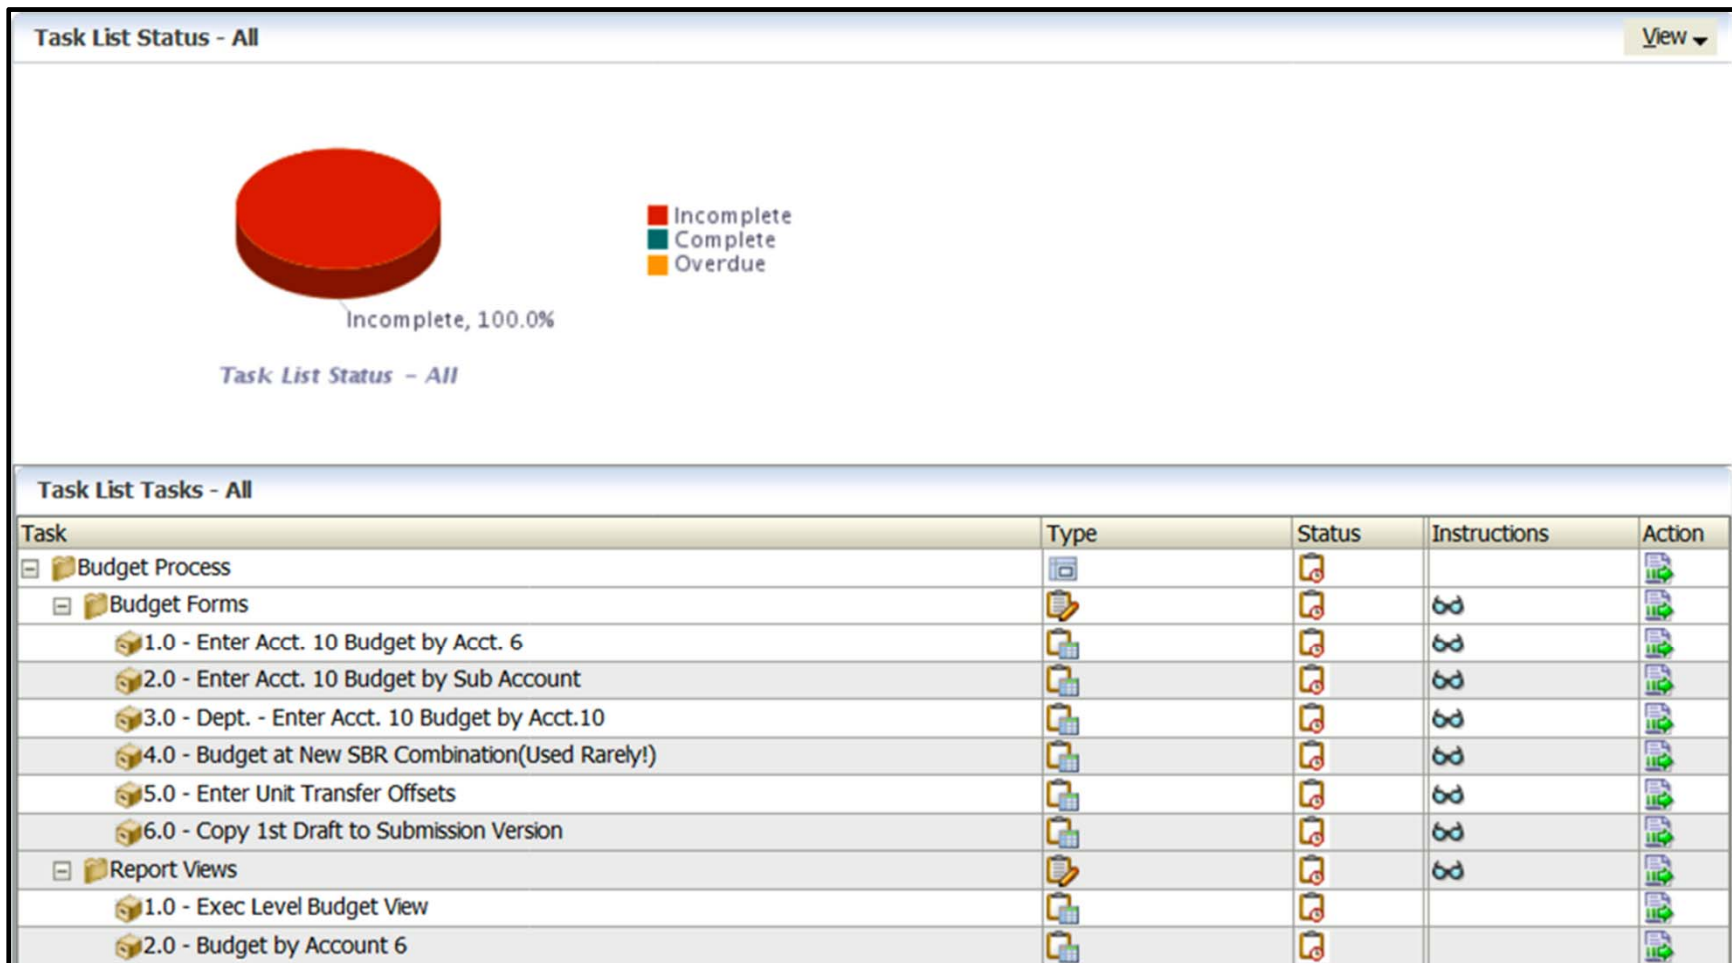 Task List Status - All
View
Incomplete
Complete
Overdue
Incomplete, 100.0%
Task List Status - All
Task List Tasks - All
Task Type Status Instructions Action
Budget Process
Budget Forms
1.0 - Enter Acct. 10 Budget by Acct. 6
2.0 - Enter Acct. 10 Budget by Sub Account
3.0 - Dept. - Enter Acct. 10 Budget by Acct.10
4.0 - Budget at New SBR Combination(Used Rarely!)
5.0 - Enter Unit Transfer Offsets
6.0 - Copy 1st Draft to Submission Version
Report Views
1.0 - Exec Level Budget View
2.0 - Budget by Account 6